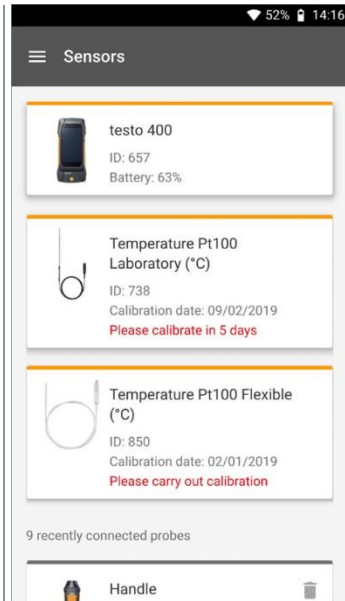 52% 14:16
Sensors
testo 400
ID: 657
Battery: 63%
Temperature Pt100
Laboratory (°C)
ID: 738
Calibration date: 09/02/2019
Please calibrate in 5 days
Temperature Pt100 Flexible
(°C)
ID: 850
Calibration date: 02/01/2019
Please carry out calibration
9 recently connected probes
Handle